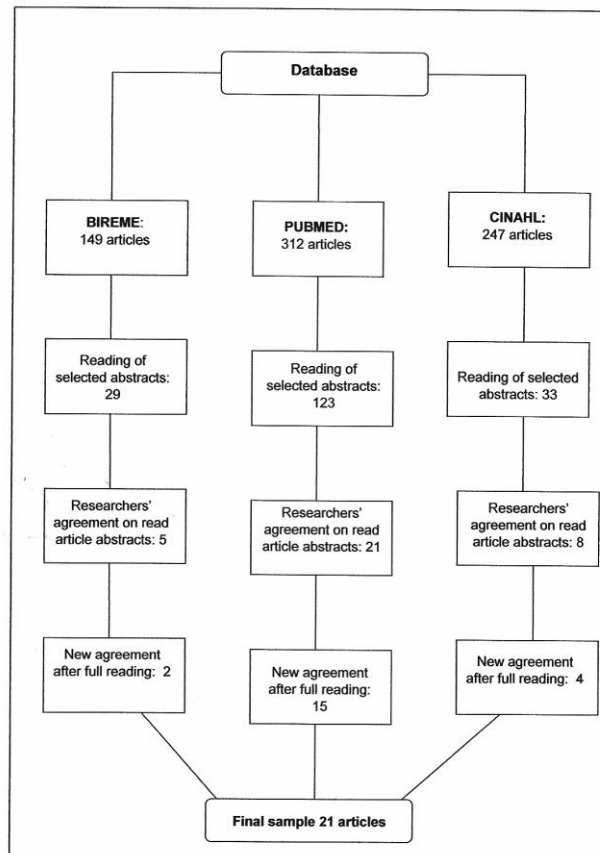 Database
BIREME:
149 articles
PUBMED:
312 articles
CINAHL:
247 articles
Reading of
selected abstracts:
29
Reading of
selected abstracts:
123
Reading of selected
abstracts: 33
Researchers'
agreement on read
article abstracts: 5
Researchers'
agreement on read
article abstracts: 21
Researchers'
agreement on read
article abstracts: 8
New agreement
after full reading: 2
New agreement
after full reading:
15
New agreement
after full reading: 4
Final sample 21 articles